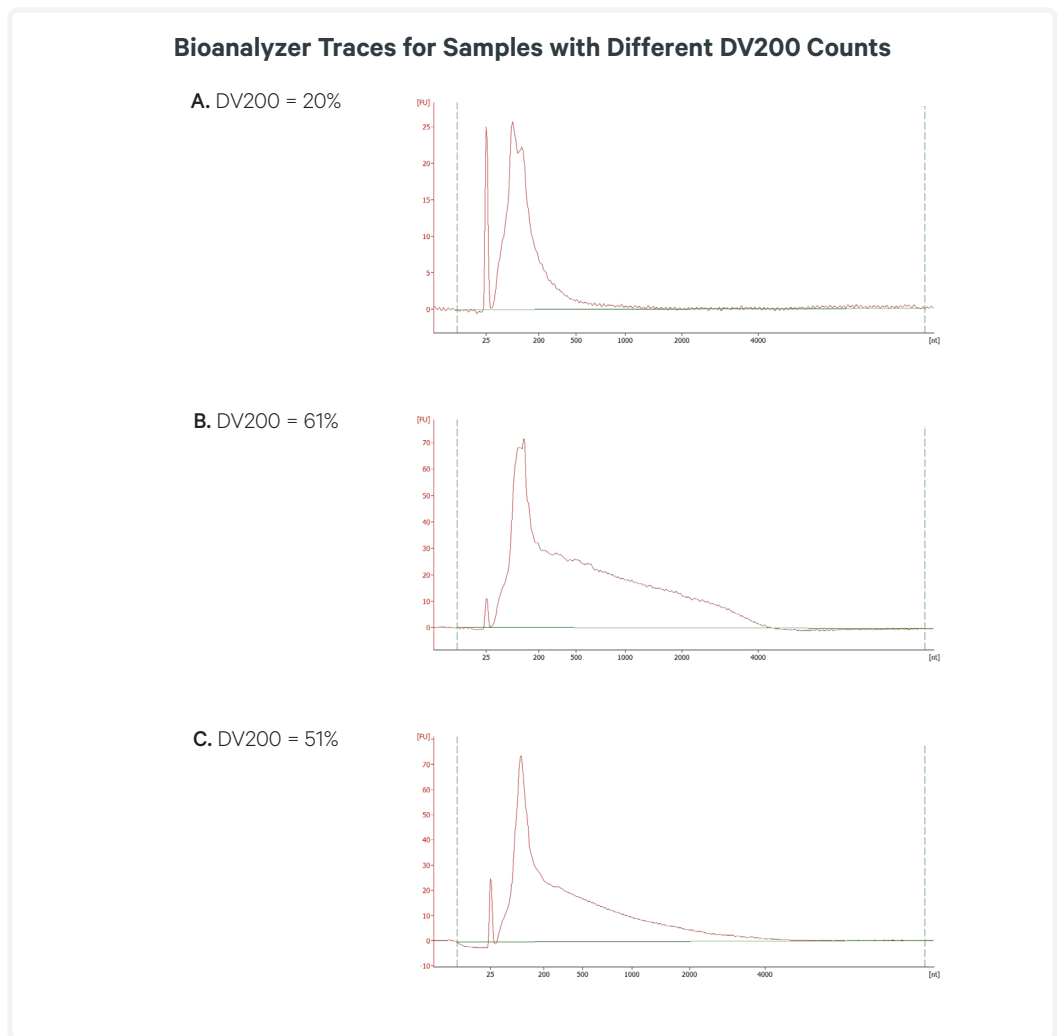 Bioanalyzer Traces for Samples with Different DV200 Counts
A. DV200 = 20%
[FU]
25
20
15
10
5
0
25 200 500 1000 2000 4000 [nt]
B. DV200 = 61%
[FU]
70
60
50
40
30
20
10
0
25 200 500 1000 2000 4000 [nt]
C. DV200 = 51%
[FU]
70
60
50
40
30
20
10
0
-10
25 200 500 1000 2000 4000 [nt]